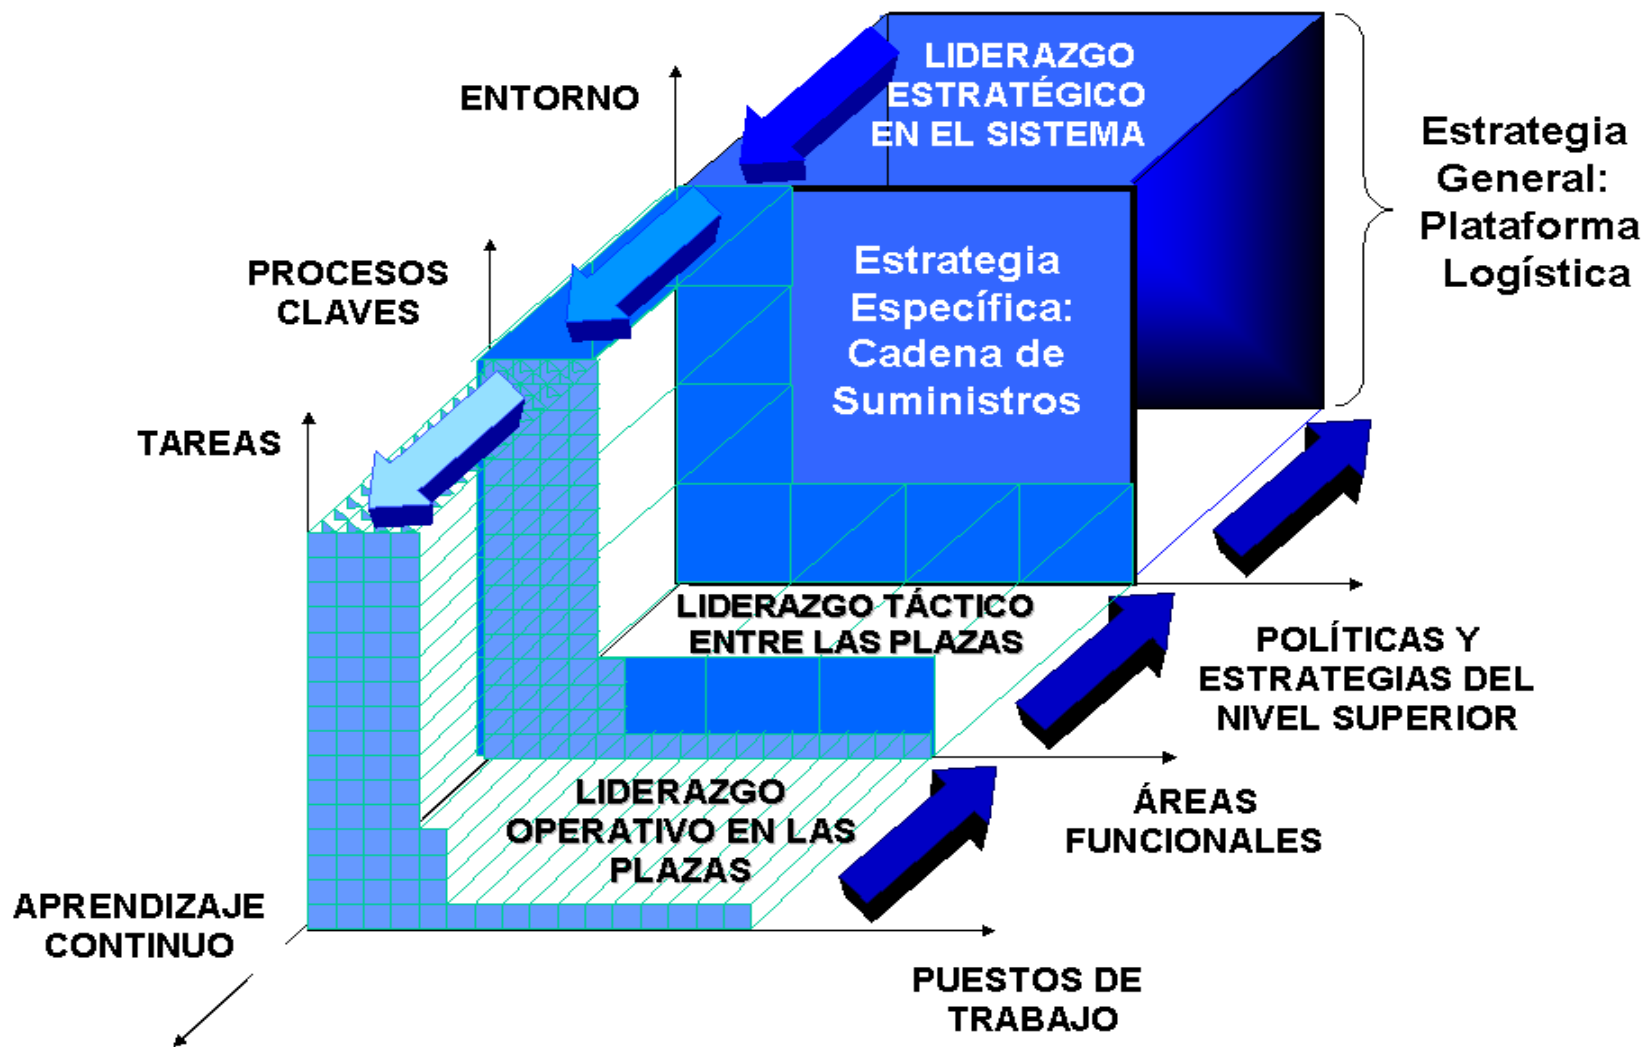 LIDERAZGO
ESTRATÉGICO
EN EL SISTEMA
ENTORNO
Estrategia
General:
Plataforma
Logística
PROCESOS
CLAVES
Estrategia
Específica:
Cadena de
Suministros
TAREAS
LIDERAZGO TÁCTICO
ENTRE LAS PLAZAS
POLÍTICAS Y
ESTRATEGIAS DEL
NIVEL SUPERIOR
LIDERAZGO
OPERATIVO EN LAS
PLAZAS
ÁREAS
FUNCIONALES
APRENDIZAJE
CONTINUO
PUESTOS DE
TRABAJO